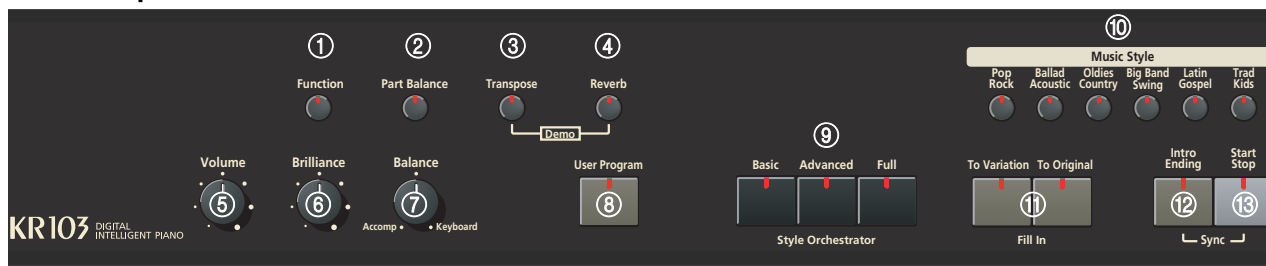 ① ② ③ ④ ⑩
Music Style
Function Part Balance Transpose Reverb
Pop Rock Ballad Acoustic Oldies Country Big Band Swing Latin Gospel Trad Kids
Demo
⑨
Volume Brilliance Balance User Program Basic Advanced Full To Variation To Original Intro Ending Start Stop
⑤ ⑥ ⑦ ⑧ ⑪ ⑫ ⑬
KR103 DIGITAL INTELLIGENT PIANO
Accomp Keyboard
Style Orchestrator Fill In Sync